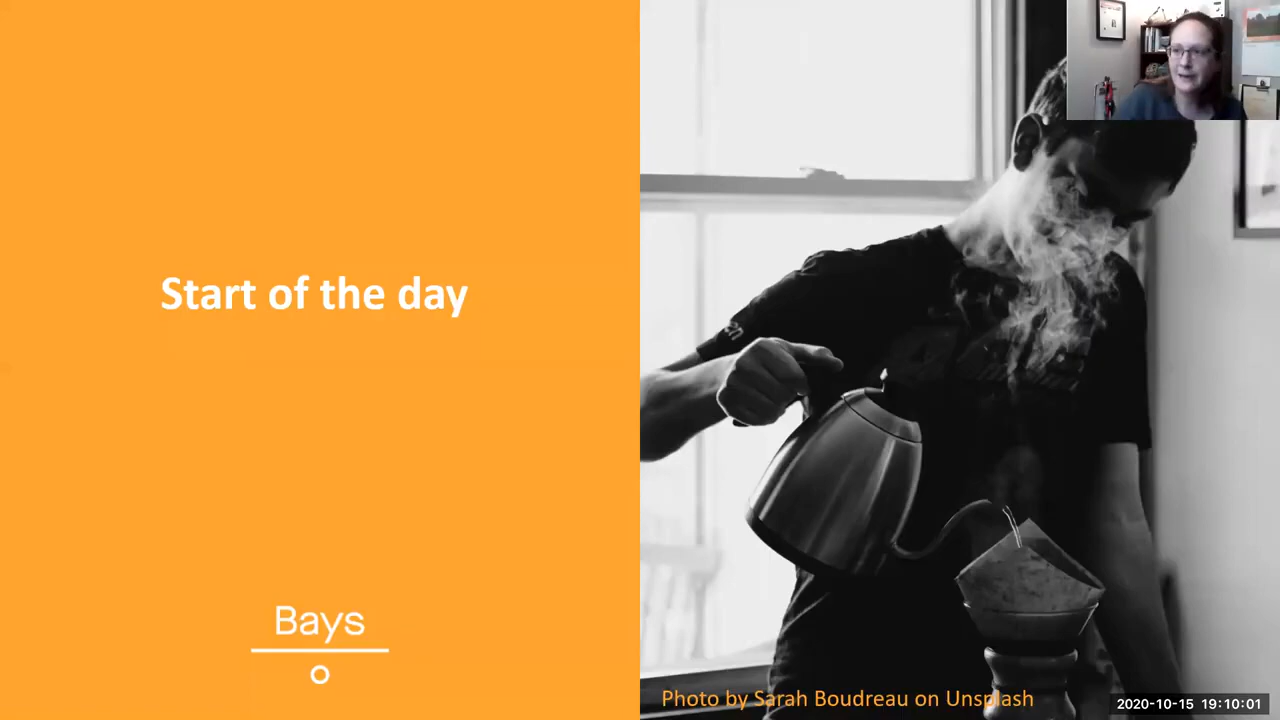 Start of the day
Bays
Photo by Sarah Boudreau on Unsplash
2020-10-15 19:10:01